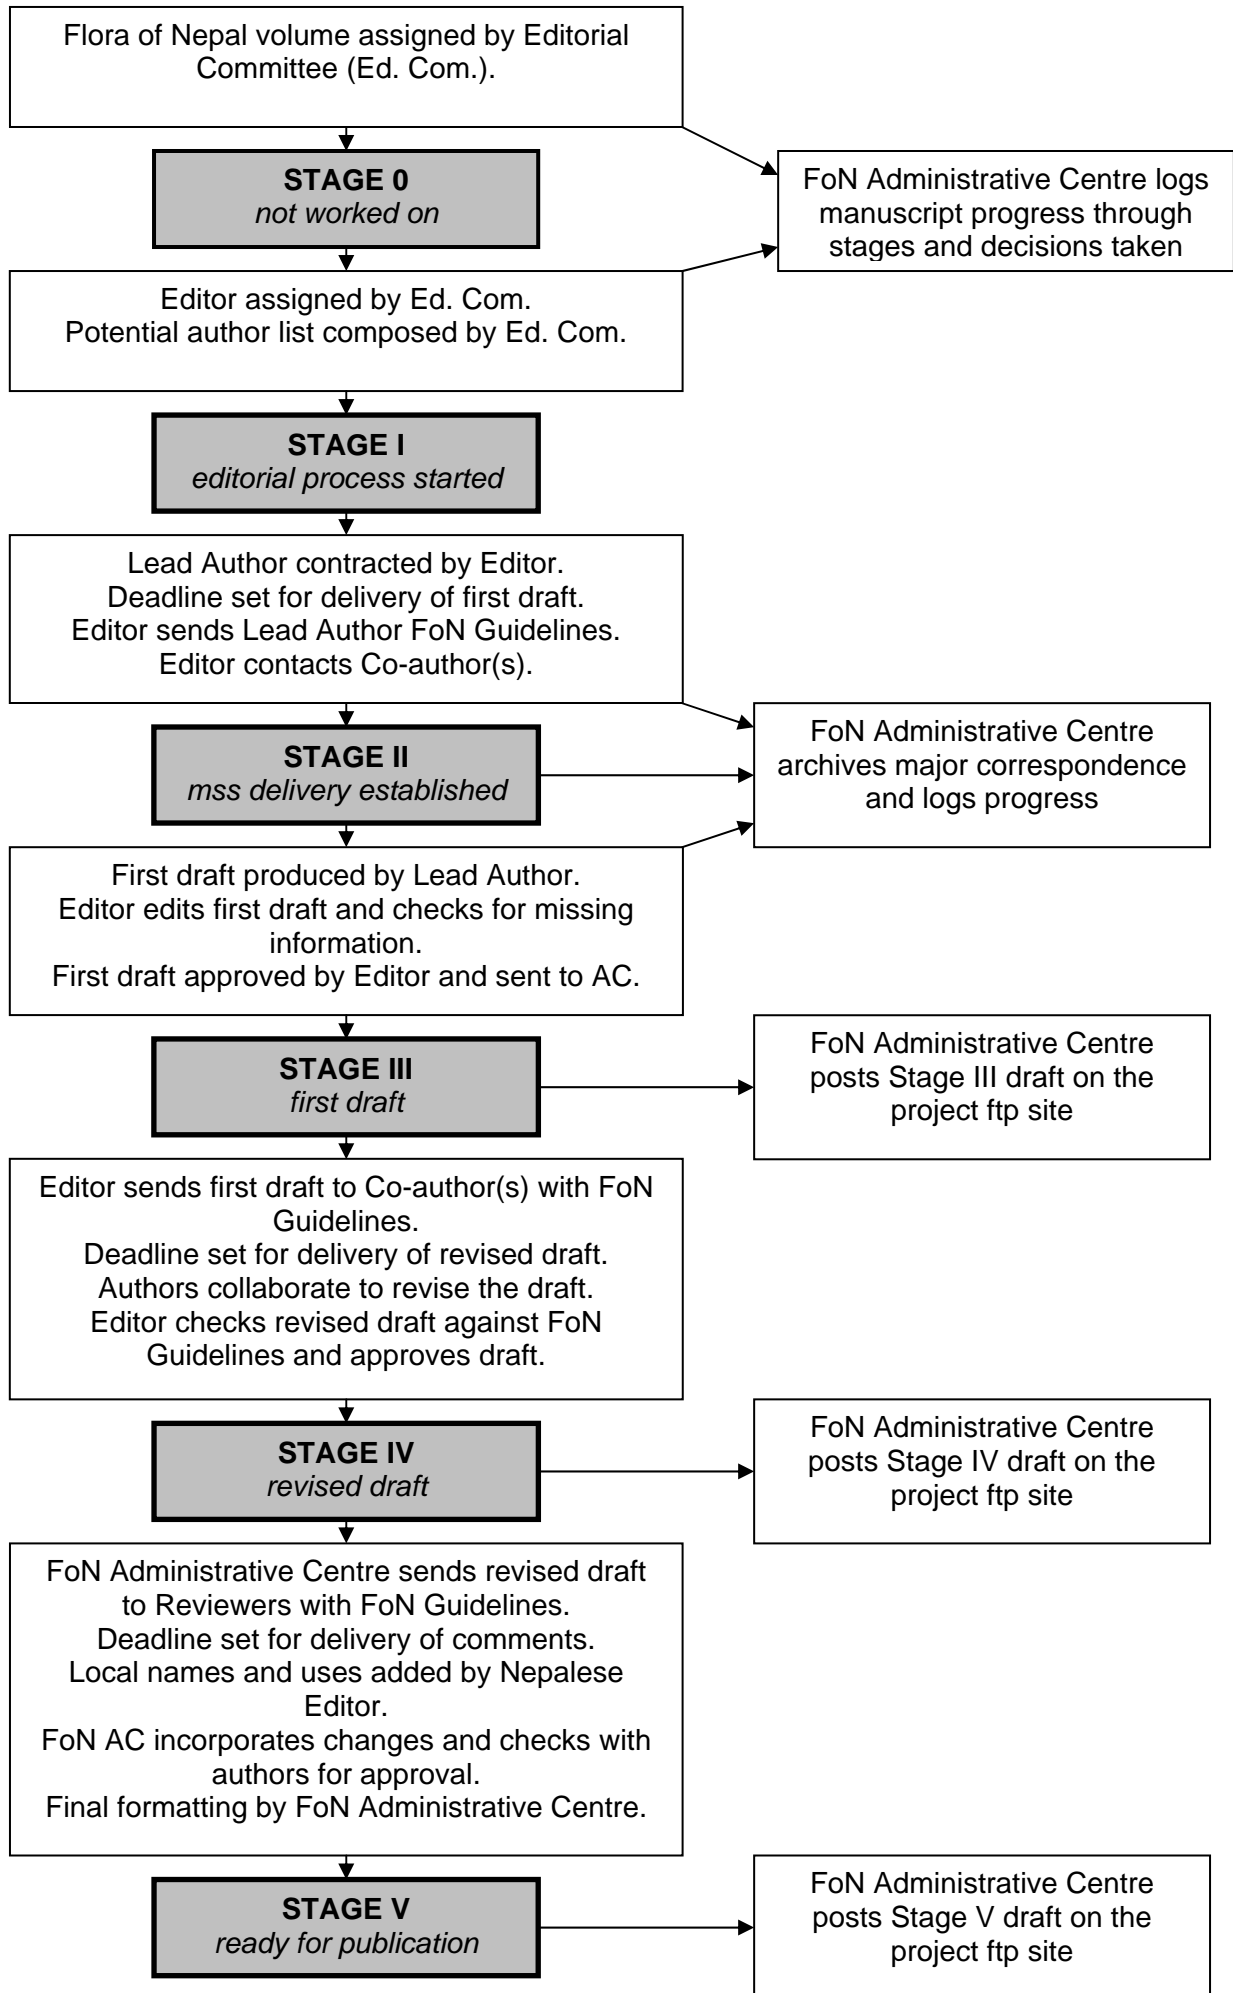 Flora of Nepal volume assigned by Editorial
Committee (Ed. Com.).
STAGE 0
not worked on
FoN Administrative Centre logs
manuscript progress through
stages and decisions taken
Editor assigned by Ed. Com.
Potential author list composed by Ed. Com.
STAGE I
editorial process started
Lead Author contracted by Editor.
Deadline set for delivery of first draft.
Editor sends Lead Author FoN Guidelines.
Editor contacts Co-author(s).
STAGE II
mss delivery established
FoN Administrative Centre
archives major correspondence
and logs progress
First draft produced by Lead Author.
Editor edits first draft and checks for missing
information.
First draft approved by Editor and sent to AC.
STAGE III
first draft
FoN Administrative Centre
posts Stage III draft on the
project ftp site
Editor sends first draft to Co-author(s) with FoN
Guidelines.
Deadline set for delivery of revised draft.
Authors collaborate to revise the draft.
Editor checks revised draft against FoN
Guidelines and approves draft.
STAGE IV
revised draft
FoN Administrative Centre
posts Stage IV draft on the
project ftp site
FoN Administrative Centre sends revised draft
to Reviewers with FoN Guidelines.
Deadline set for delivery of comments.
Local names and uses added by Nepalese
Editor.
FoN AC incorporates changes and checks with
authors for approval.
Final formatting by FoN Administrative Centre.
STAGE V
ready for publication
FoN Administrative Centre
posts Stage V draft on the
project ftp site